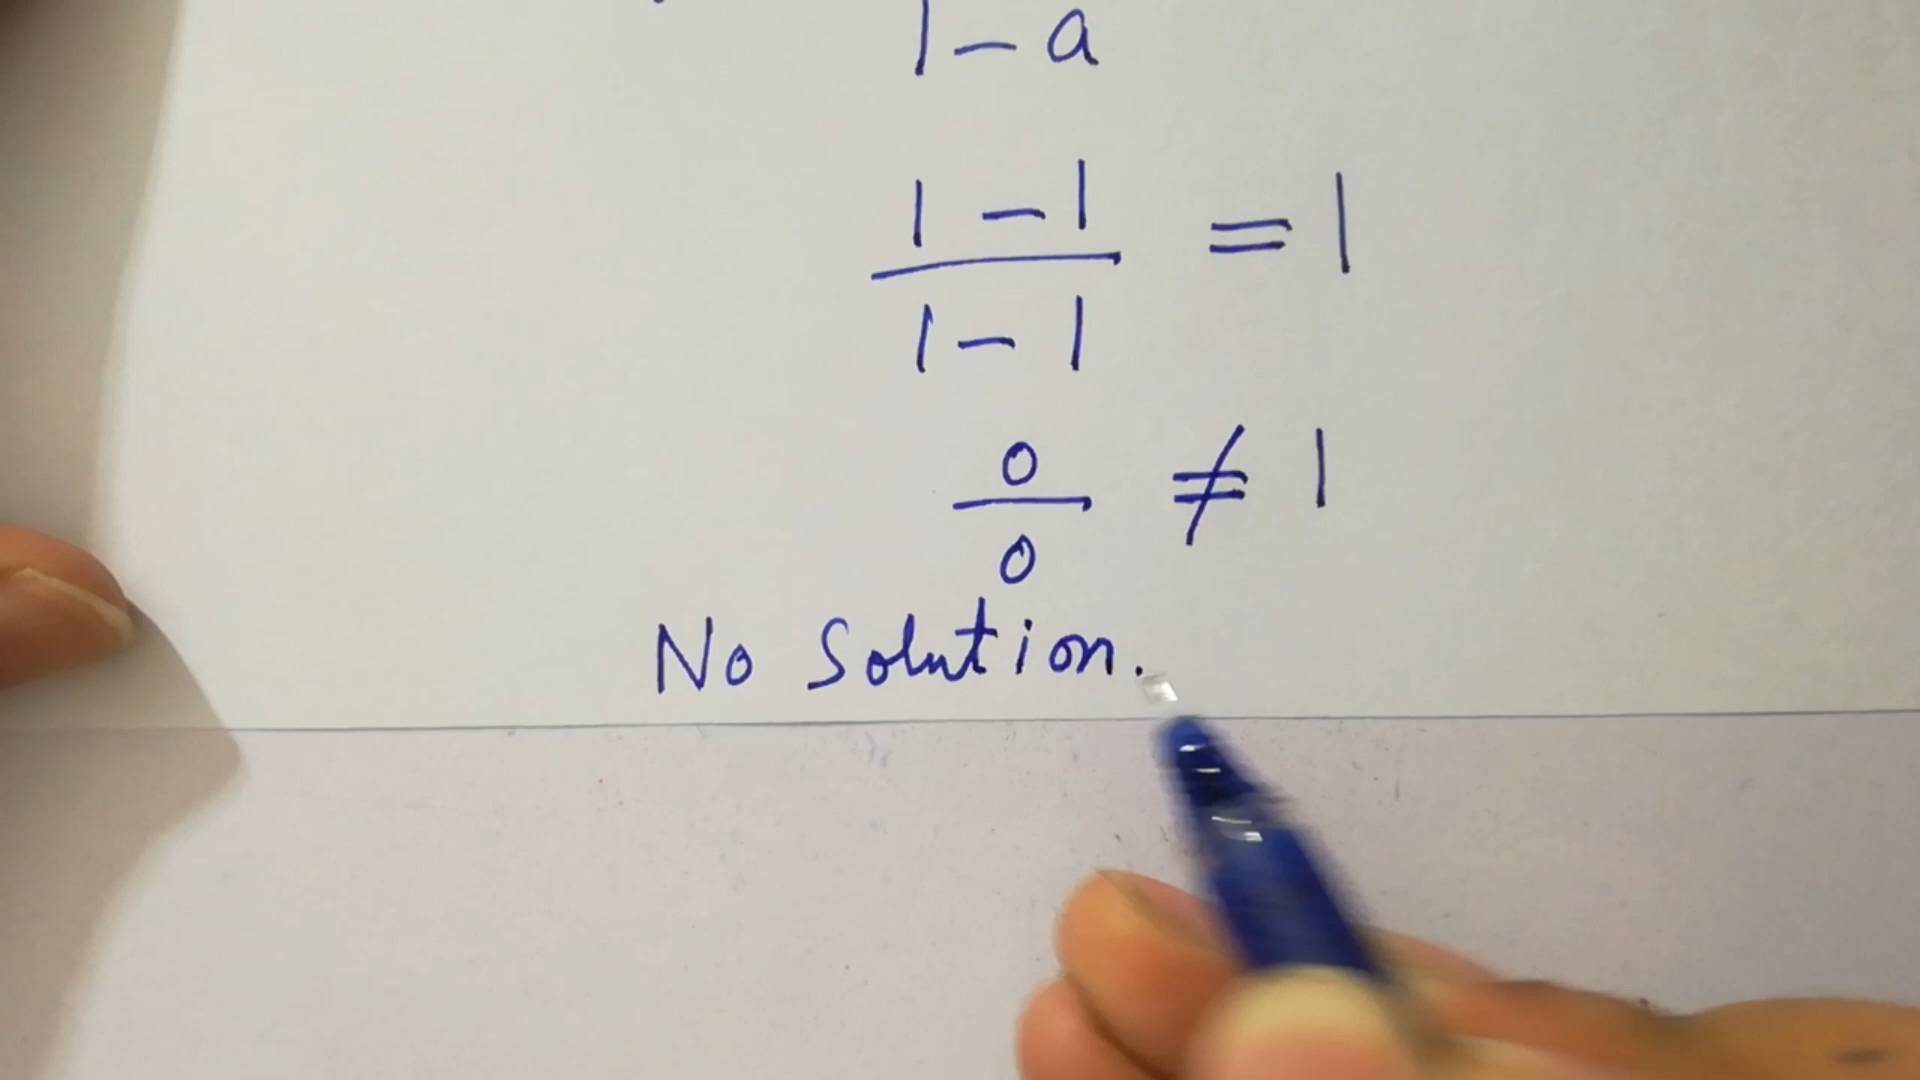 1 - a
1 - 1 = 1
1 - 1
0 ≠ 1
0
No Solution.